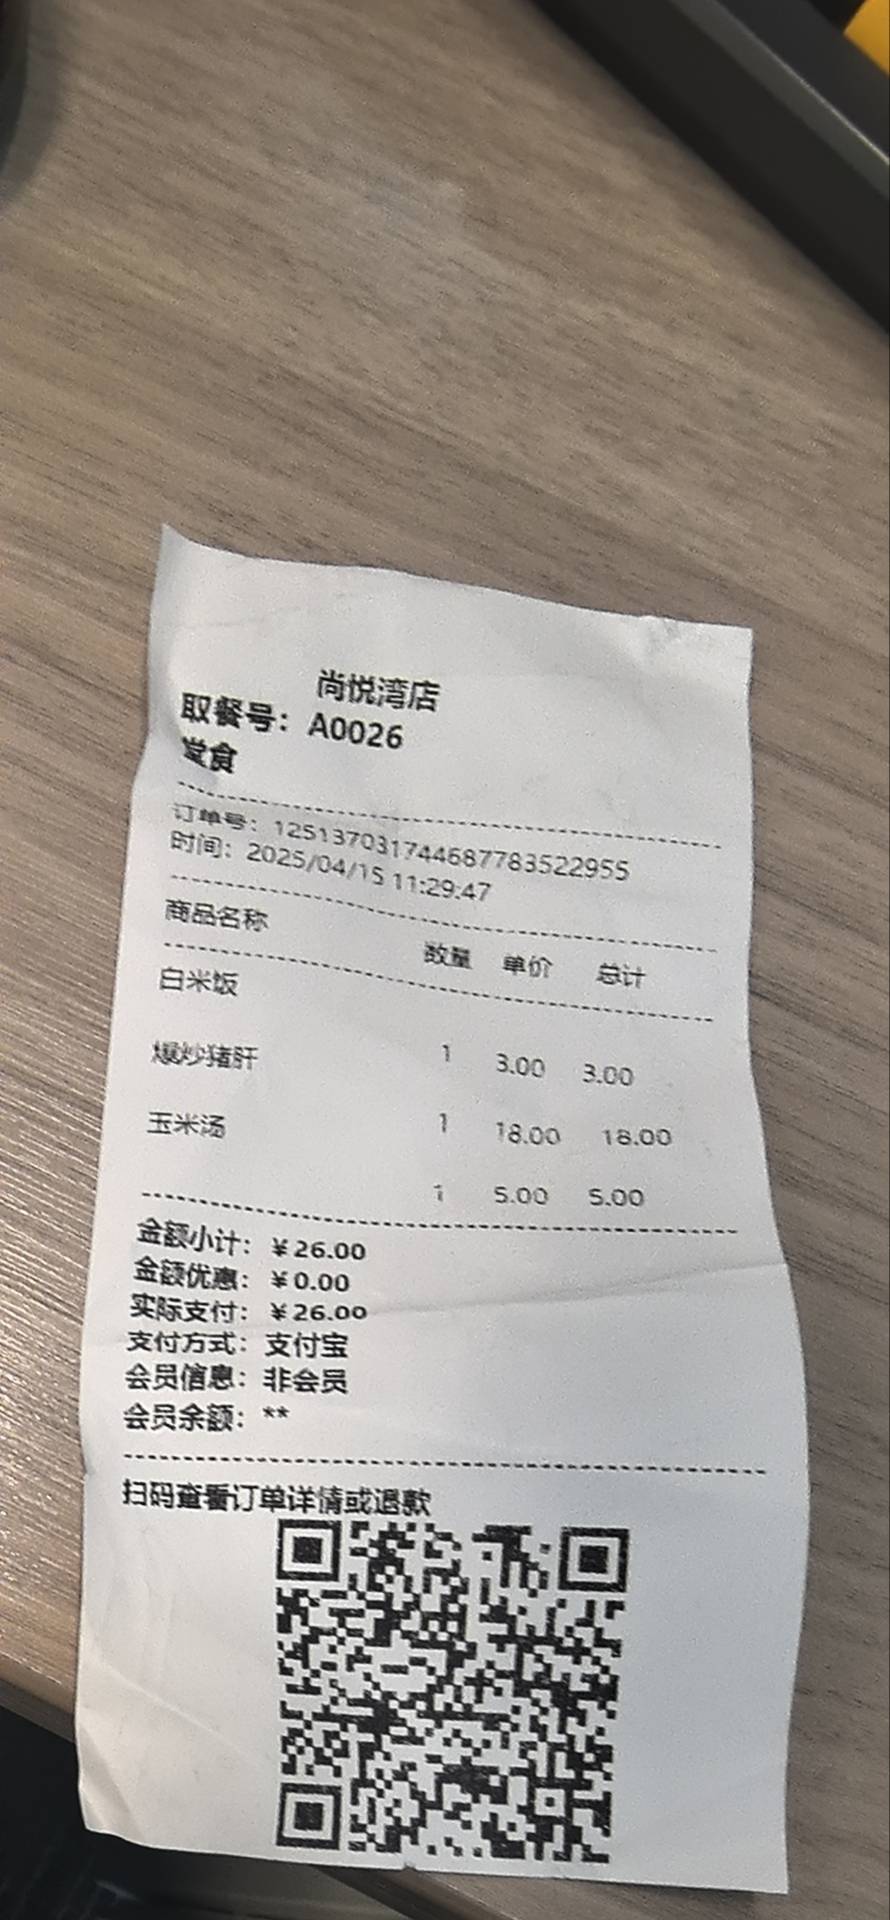 尚悦湾店
取餐号：A0026
堂食
订单号：12513703174468778352​2955
时间：2025/04/15 11:29:47
商品名称 数量 单价 总计
白米饭
1 3.00 3.00
爆炒猪肝
1 18.00 18.00
玉米汤
1 5.00 5.00
金额小计：￥26.00
金额优惠：￥0.00
实际支付：￥26.00
支付方式：支付宝
会员信息：非会员
会员余额：**
扫码查看订单详情或退款